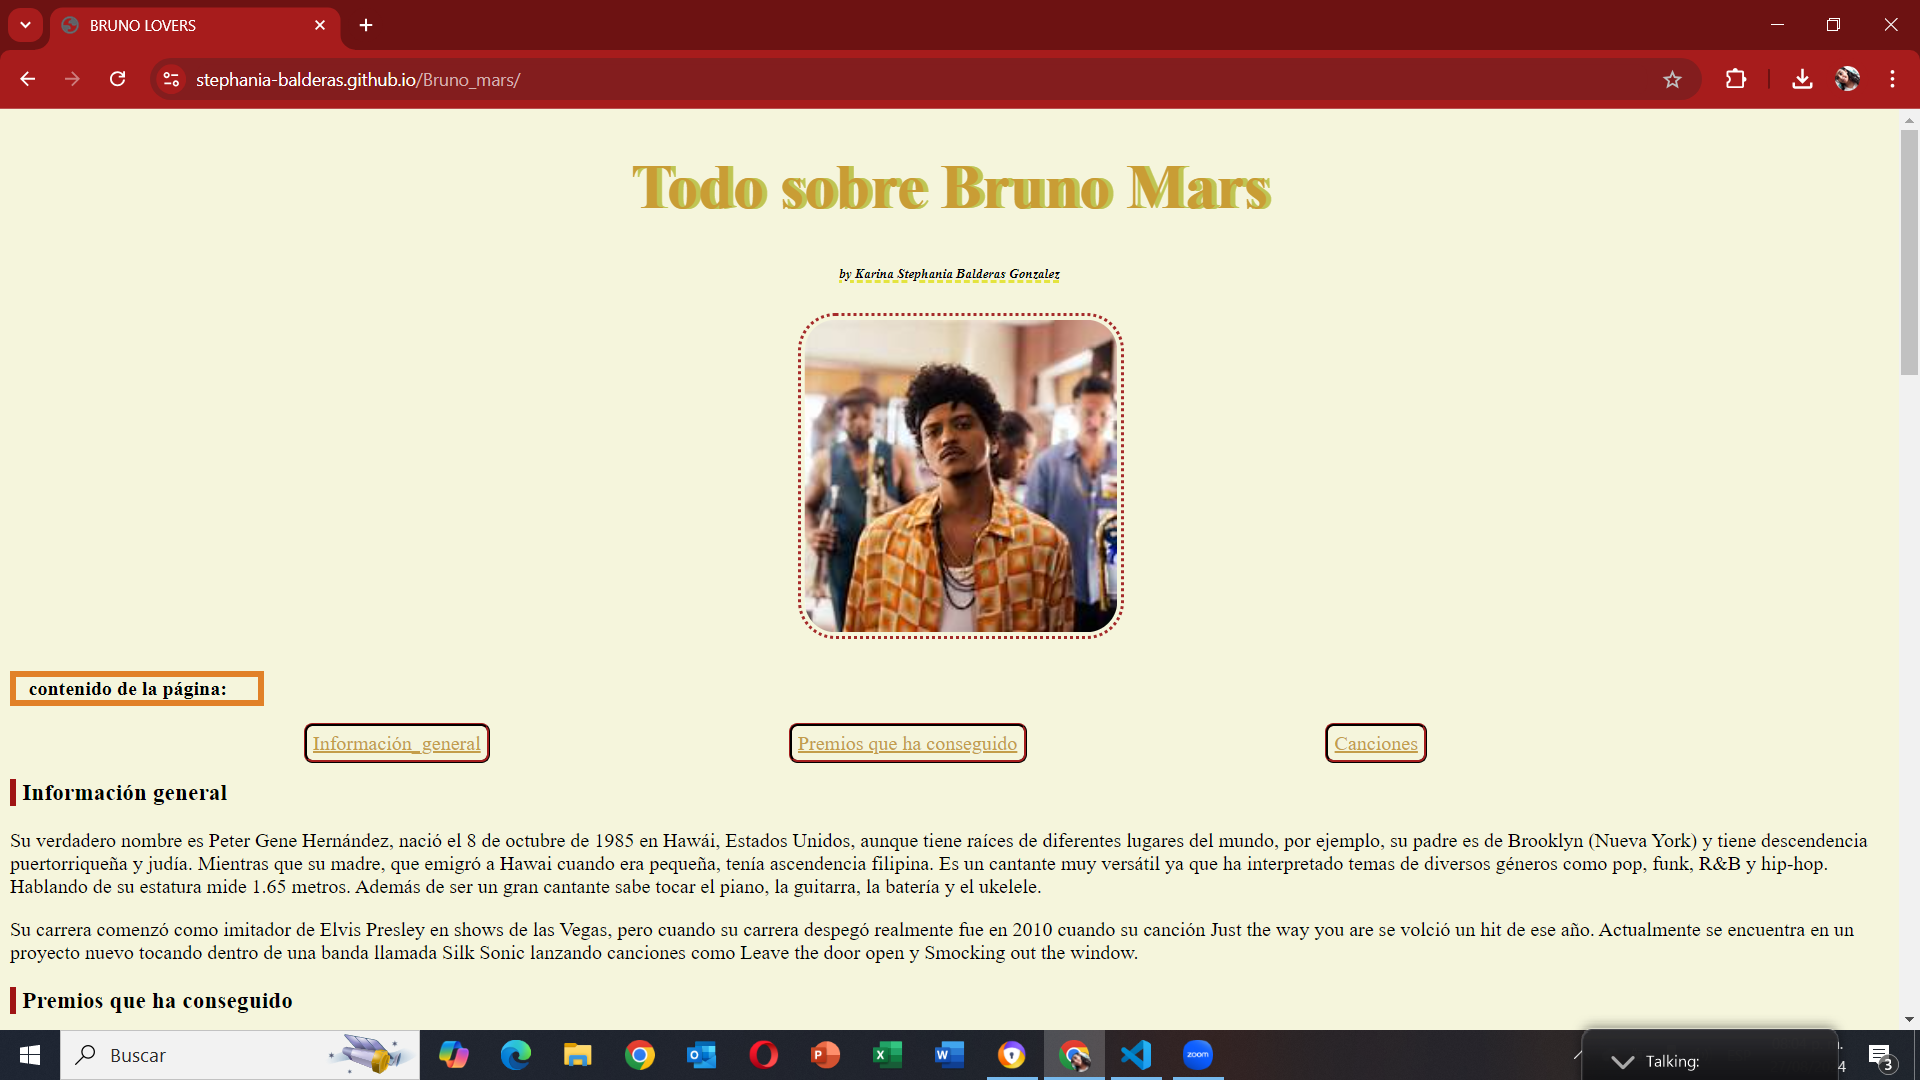 BRUNO LOVERS
stephania-balderas.github.io/Bruno_mars/
Todo sobre Bruno Mars
by Karina Stephania Balderas Gonzalez
contenido de la página:
Información_general
Premios que ha conseguido
Canciones
Información general
Su verdadero nombre es Peter Gene Hernández, nació el 8 de octubre de 1985 en Hawái, Estados Unidos, aunque tiene raíces de diferentes lugares del mundo, por ejemplo, su padre es de Brooklyn (Nueva York) y tiene descendencia
puertorriqueña y judía. Mientras que su madre, que emigró a Hawai cuando era pequeña, tenía ascendencia filipina. Es un cantante muy versátil ya que ha interpretado temas de diversos géneros como pop, funk, R&B y hip-hop.
Hablando de su estatura mide 1.65 metros. Además de ser un gran cantante sabe tocar el piano, la guitarra, la batería y el ukelele.
Su carrera comenzó como imitador de Elvis Presley en shows de las Vegas, pero cuando su carrera despegó realmente fue en 2010 cuando su canción Just the way you are se volció un hit de ese año. Actualmente se encuentra en un
proyecto nuevo tocando dentro de una banda llamada Silk Sonic lanzando canciones como Leave the door open y Smocking out the window.
Premios que ha conseguido
Buscar
zoom
Talking:
4
3